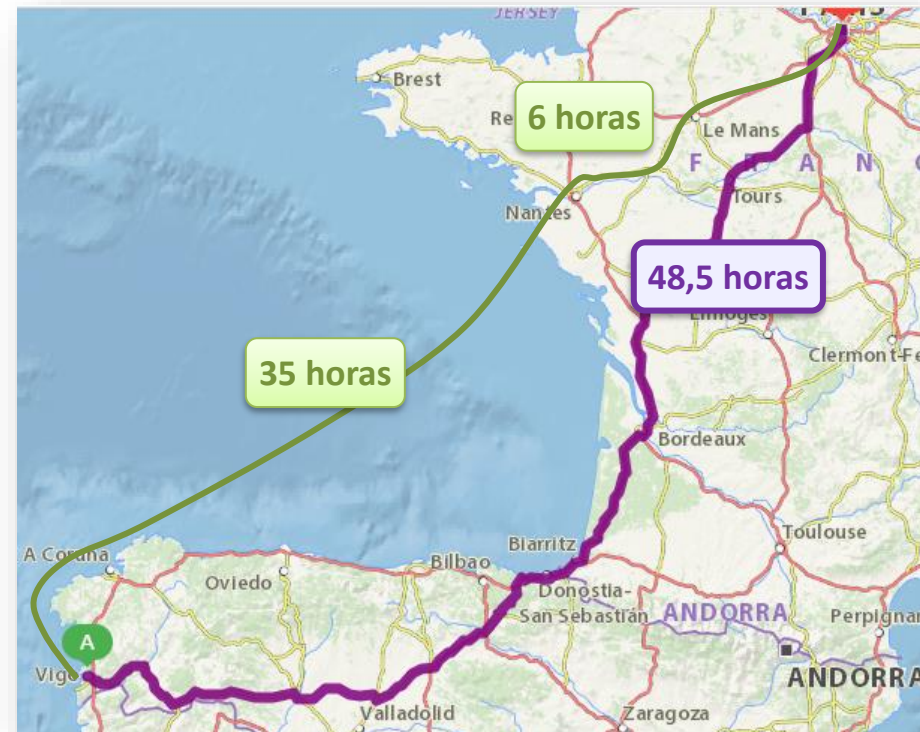 JERSEY
PARIS
Brest
6 horas
Le Mans
F R A N
Tours
Nantes
48,5 horas
Limoges
35 horas
Clermont-Fe
Bordeaux
A Coruña
Biarritz
Toulouse
Bilbao
Oviedo
Donostia-
San Sebastián
ANDORRA
Perpignan
A
Vigo
ANDORRA
Valladolid
Zaragoza